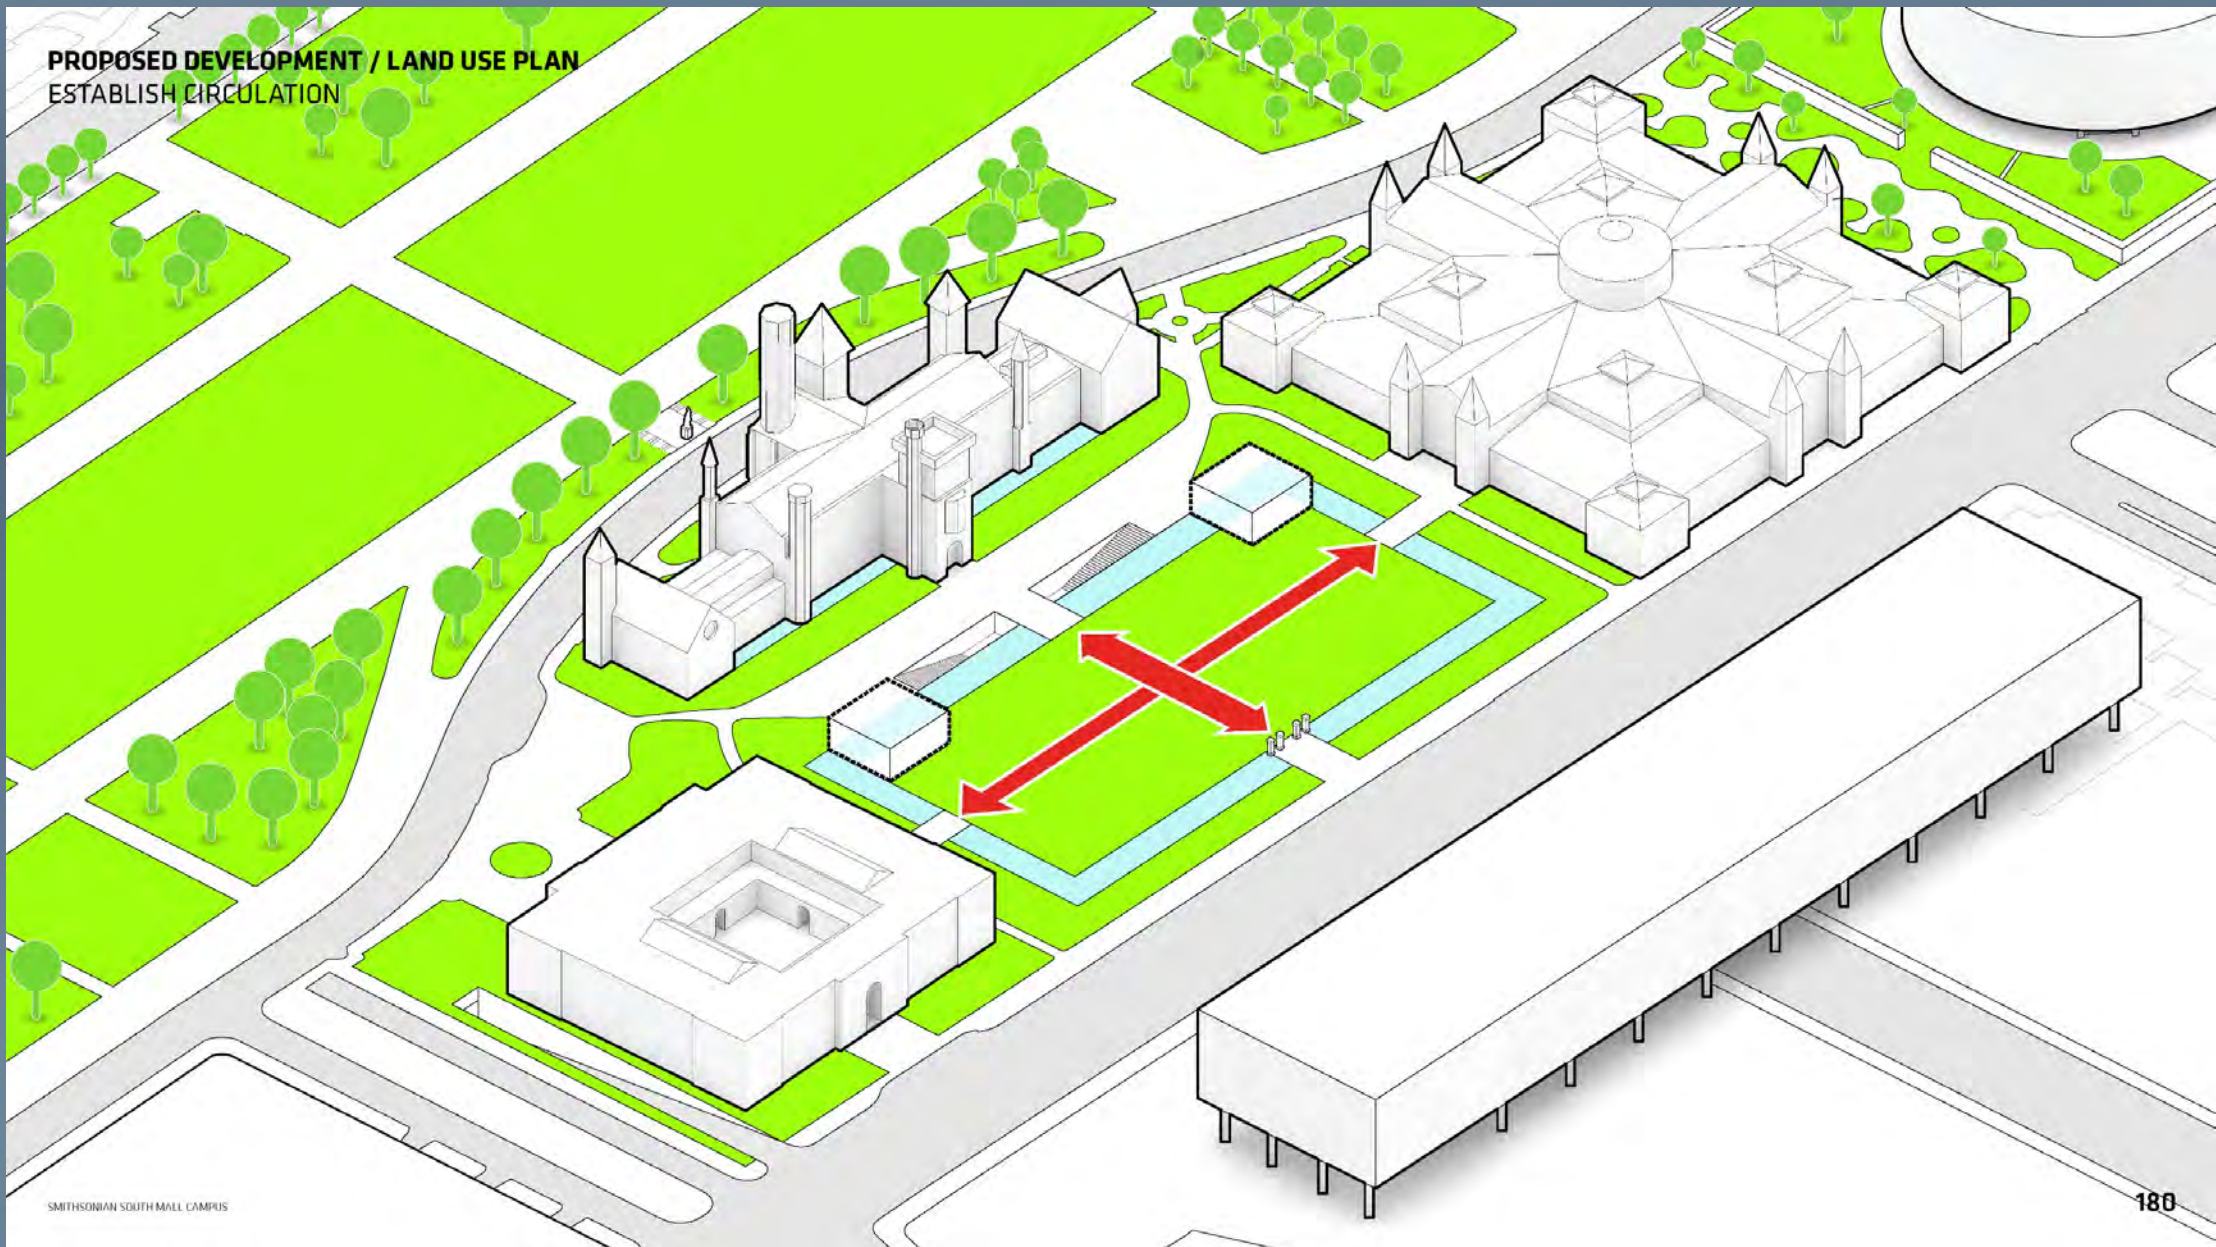 PROPOSED DEVELOPMENT / LAND USE PLAN
ESTABLISH CIRCULATION
SMITHSONIAN SOUTH MALL CAMPUS
180